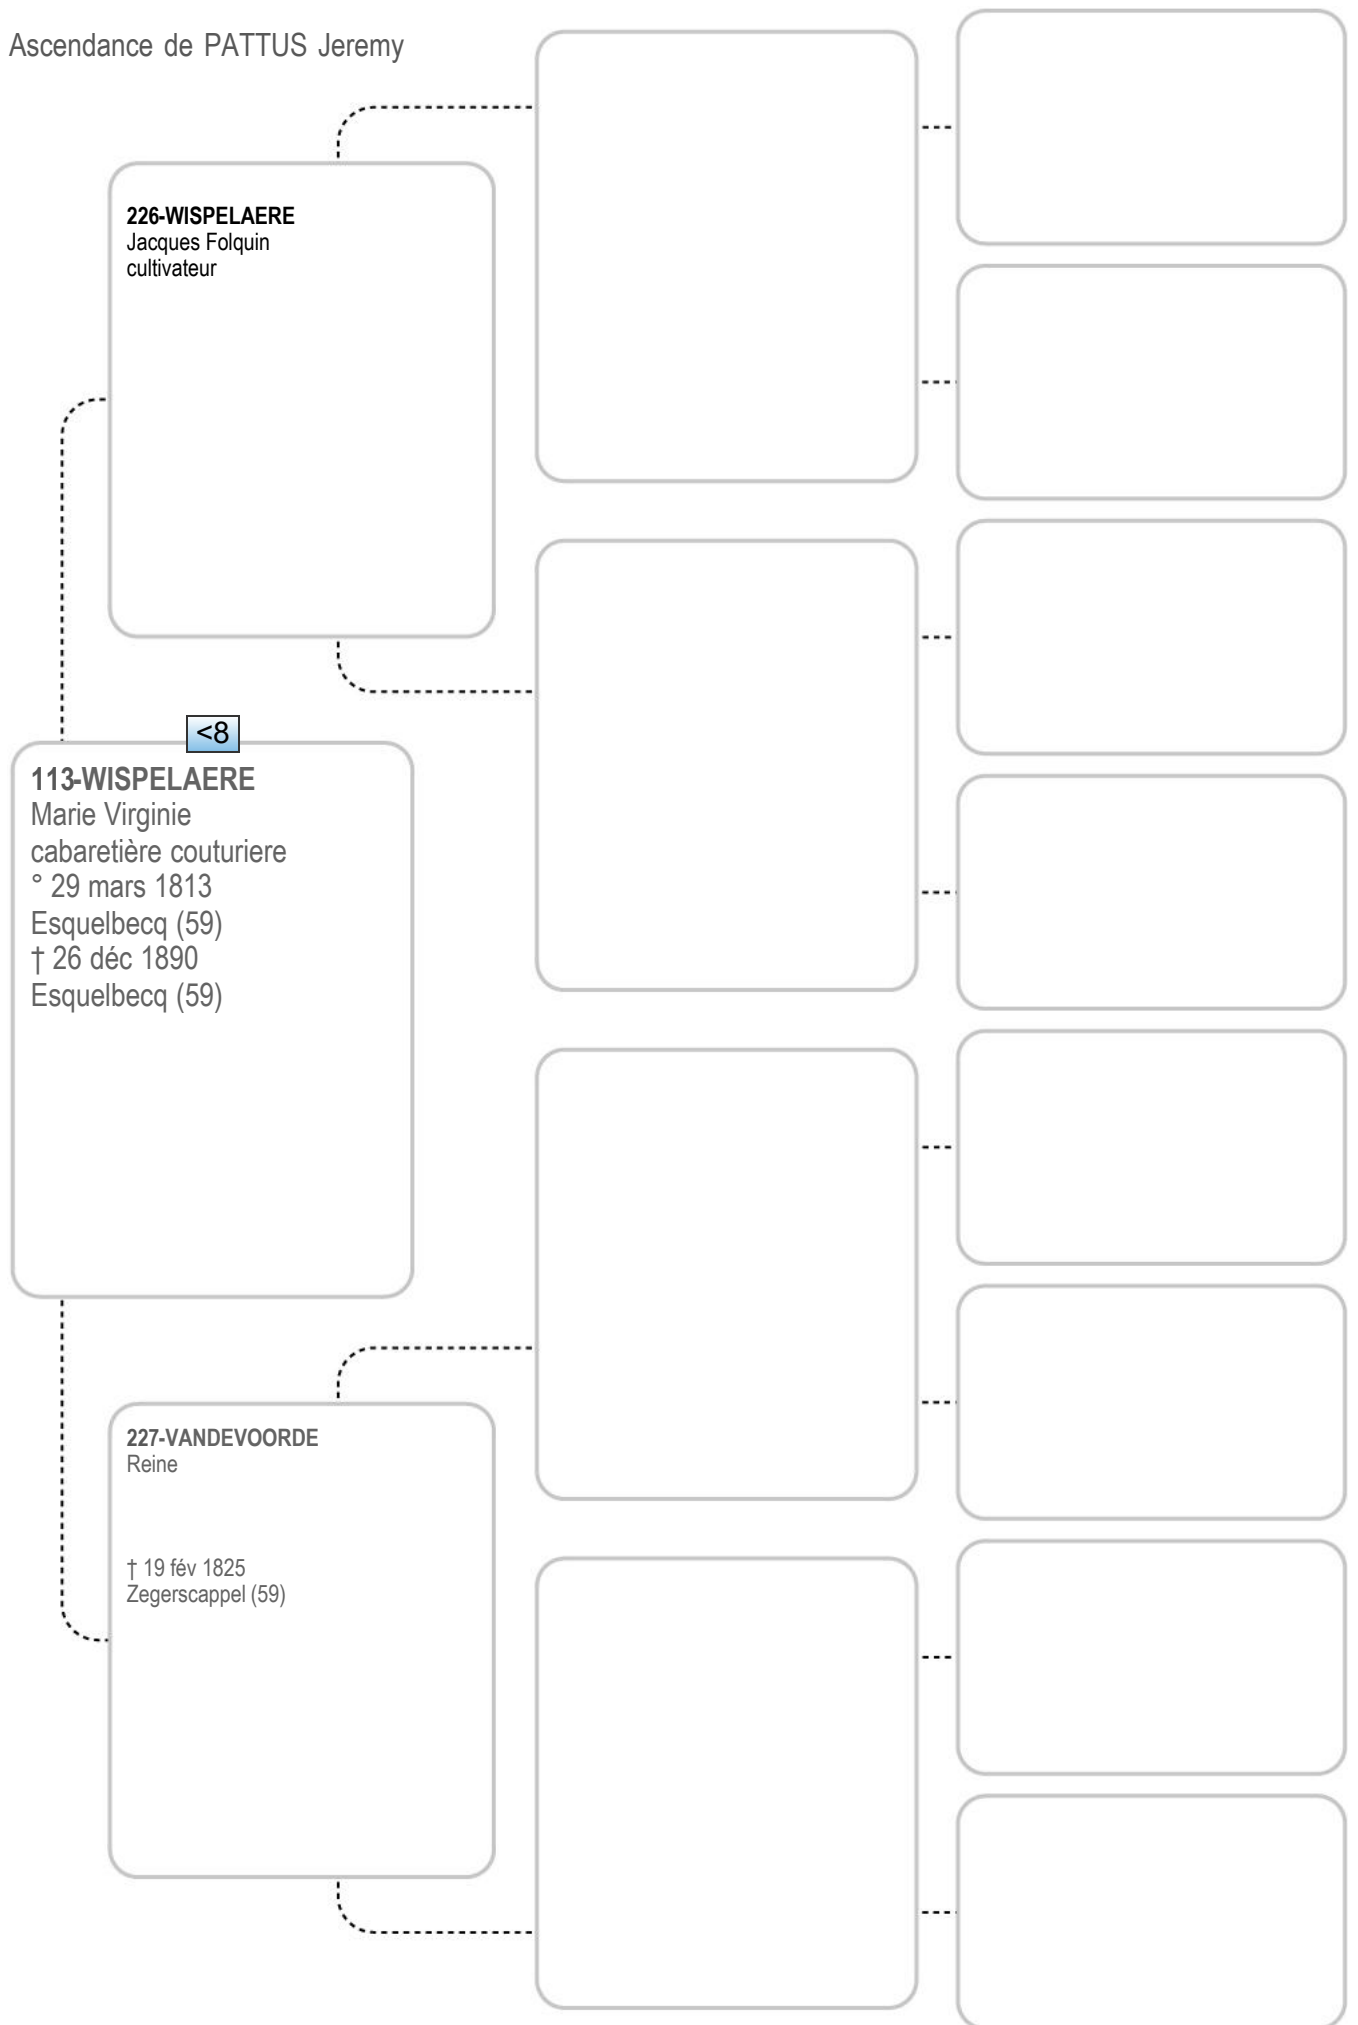 Ascendance de PATTUS Jeremy
226-WISPELAERE
Jacques Folquin
cultivateur
<8
113-WISPELAERE
Marie Virginie
cabaretière couturiere
° 29 mars 1813
Esquelbecq (59)
† 26 déc 1890
Esquelbecq (59)
227-VANDEVOORDE
Reine
† 19 fév 1825
Zegerscappel (59)